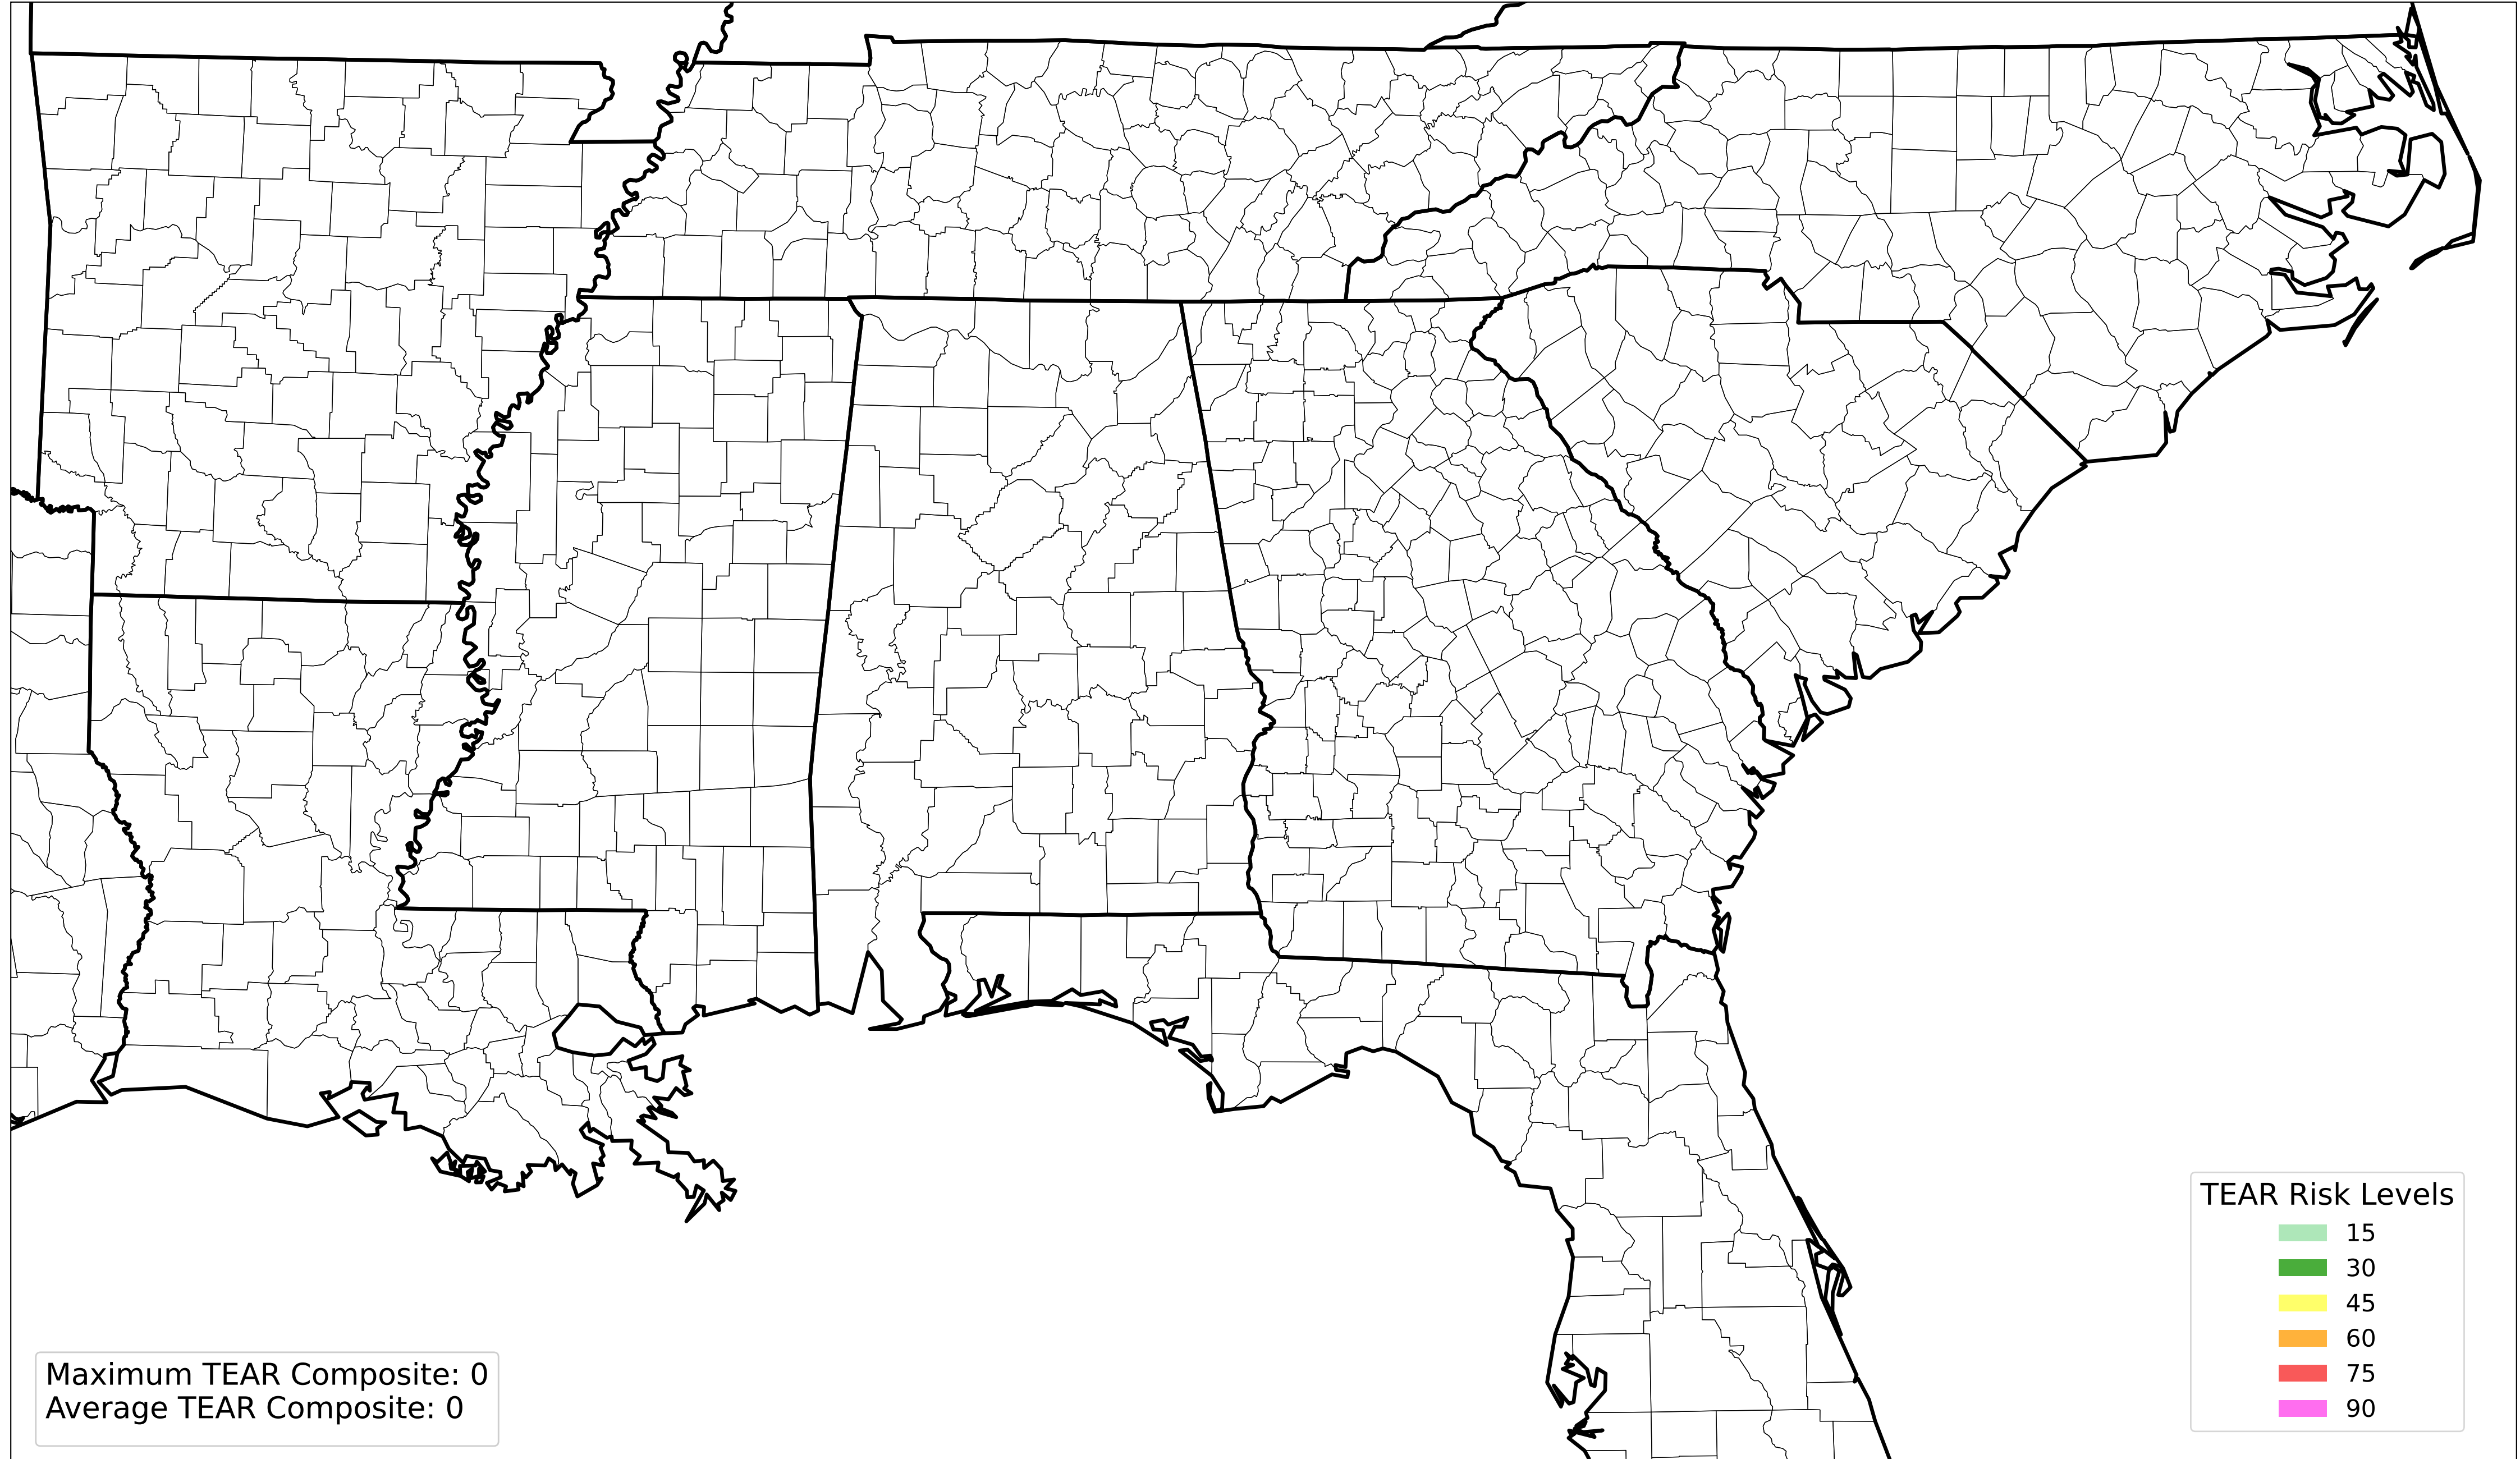 TEAR Risk Levels
15
30
45
60
75
90
Maximum TEAR Composite: 0
Average TEAR Composite: 0